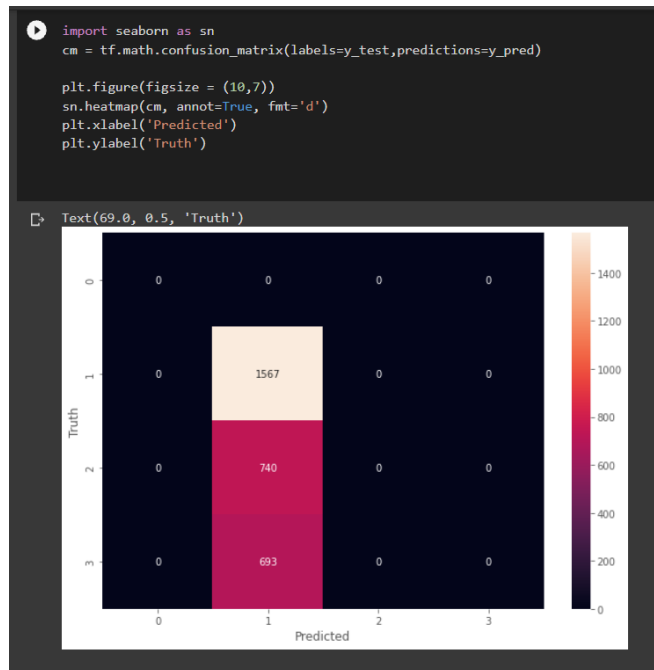 import seaborn as sn
cm = tf.math.confusion_matrix(labels=y_test,predictions=y_pred)
plt.figure(figsize = (10,7))
sn.heatmap(cm, annot=True, fmt='d')
plt.xlabel('Predicted')
plt.ylabel('Truth')
Text(69.0, 0.5, 'Truth')
0 0 0 0 0
1 0 1567 0 0
2 0 740 0 0
3 0 693 0 0
Truth
0 1 2 3
Predicted
1400
1200
1000
800
600
400
200
0